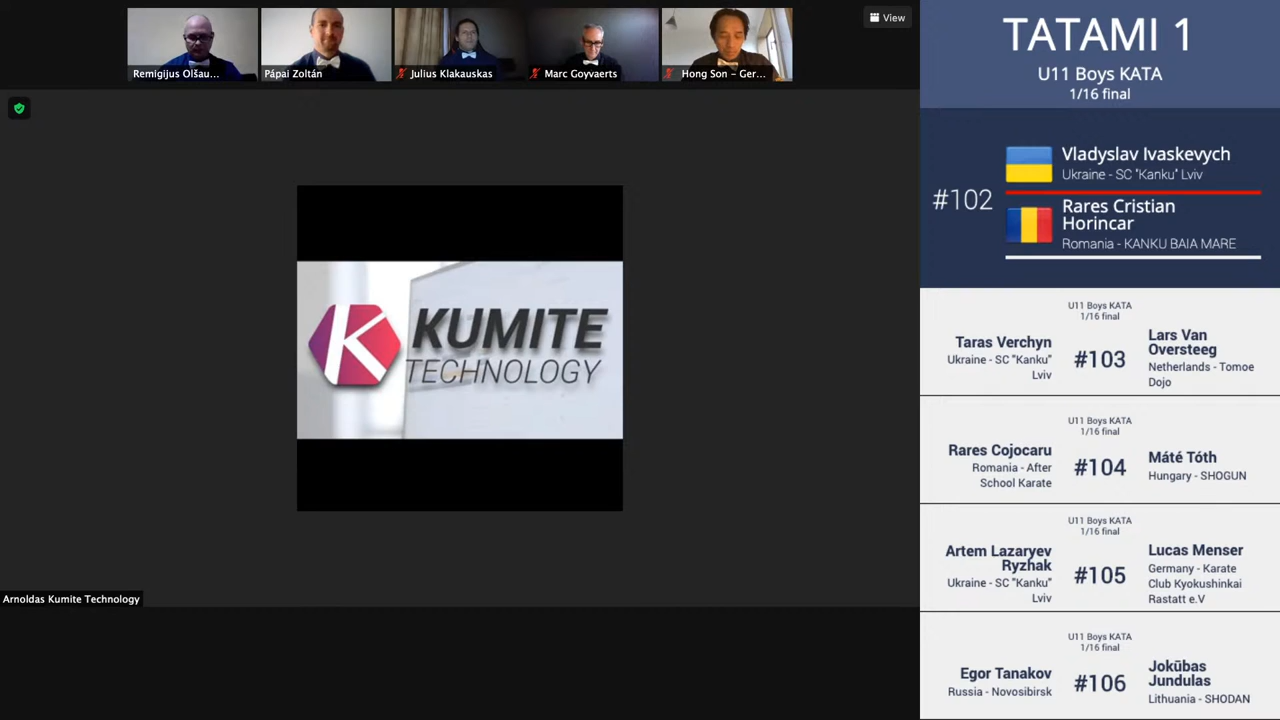 View
Remigijus Olšau...
Pápai Zoltán
Julius Klakauskas
Marc Goyvaerts
Hong Son – Ger...
KUMITE
TECHNOLOGY
Arnoldas Kumite Technology
TATAMI 1
U11 Boys KATA
1/16 final
#102
Vladyslav Ivaskevych
Ukraine - SC "Kanku" Lviv
Rares Cristian
Horincar
Romania - KANKU BAIA MARE
U11 Boys KATA
1/16 final
Taras Verchyn
Ukraine - SC "Kanku"
Lviv
#103
Lars Van
Oversteeg
Netherlands - Tomoe
Dojo
U11 Boys KATA
1/16 final
Rares Cojocaru
Romania - After
School Karate
#104
Máté Tóth
Hungary - SHOGUN
U11 Boys KATA
1/16 final
Artem Lazaryev
Ryzhak
Ukraine - SC "Kanku"
Lviv
#105
Lucas Menser
Germany - Karate
Club Kyokushinkai
Rastatt e.V
U11 Boys KATA
1/16 final
Egor Tanakov
Russia - Novosibirsk
#106
Jokūbas
Jundulas
Lithuania - SHODAN